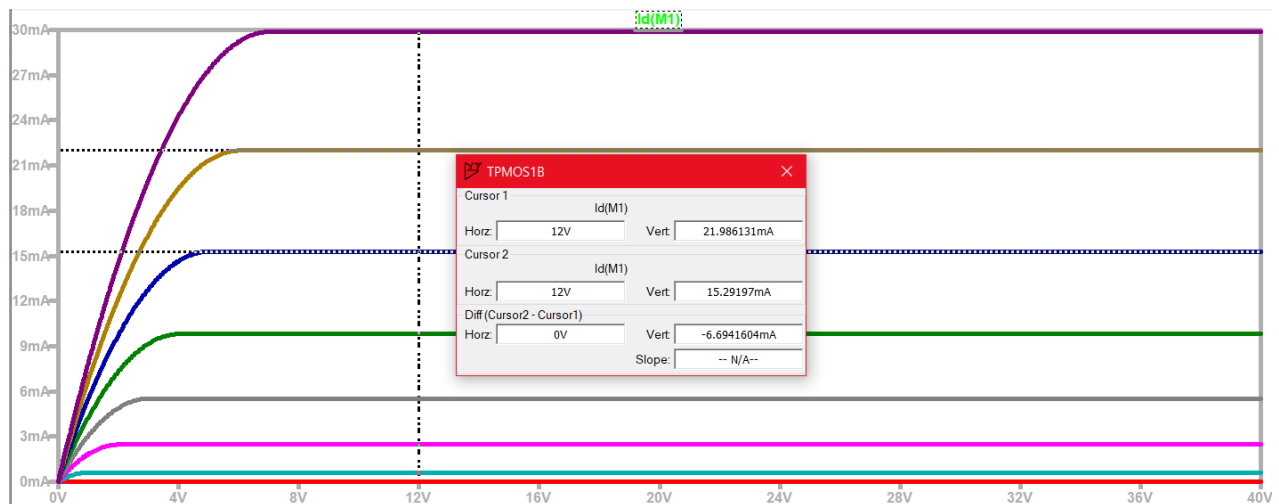 Id(M1)
30mA
27mA
24mA
21mA
18mA
15mA
12mA
9mA
6mA
3mA
0mA
TPMOS1B
Cursor 1
Id(M1)
Horz: 12V Vert: 21.986131mA
Cursor 2
Id(M1)
Horz: 12V Vert: 15.29197mA
Diff (Cursor2 - Cursor1)
Horz: 0V Vert: -6.6941604mA
Slope: -- N/A--
0V 4V 8V 12V 16V 20V 24V 28V 32V 36V 40